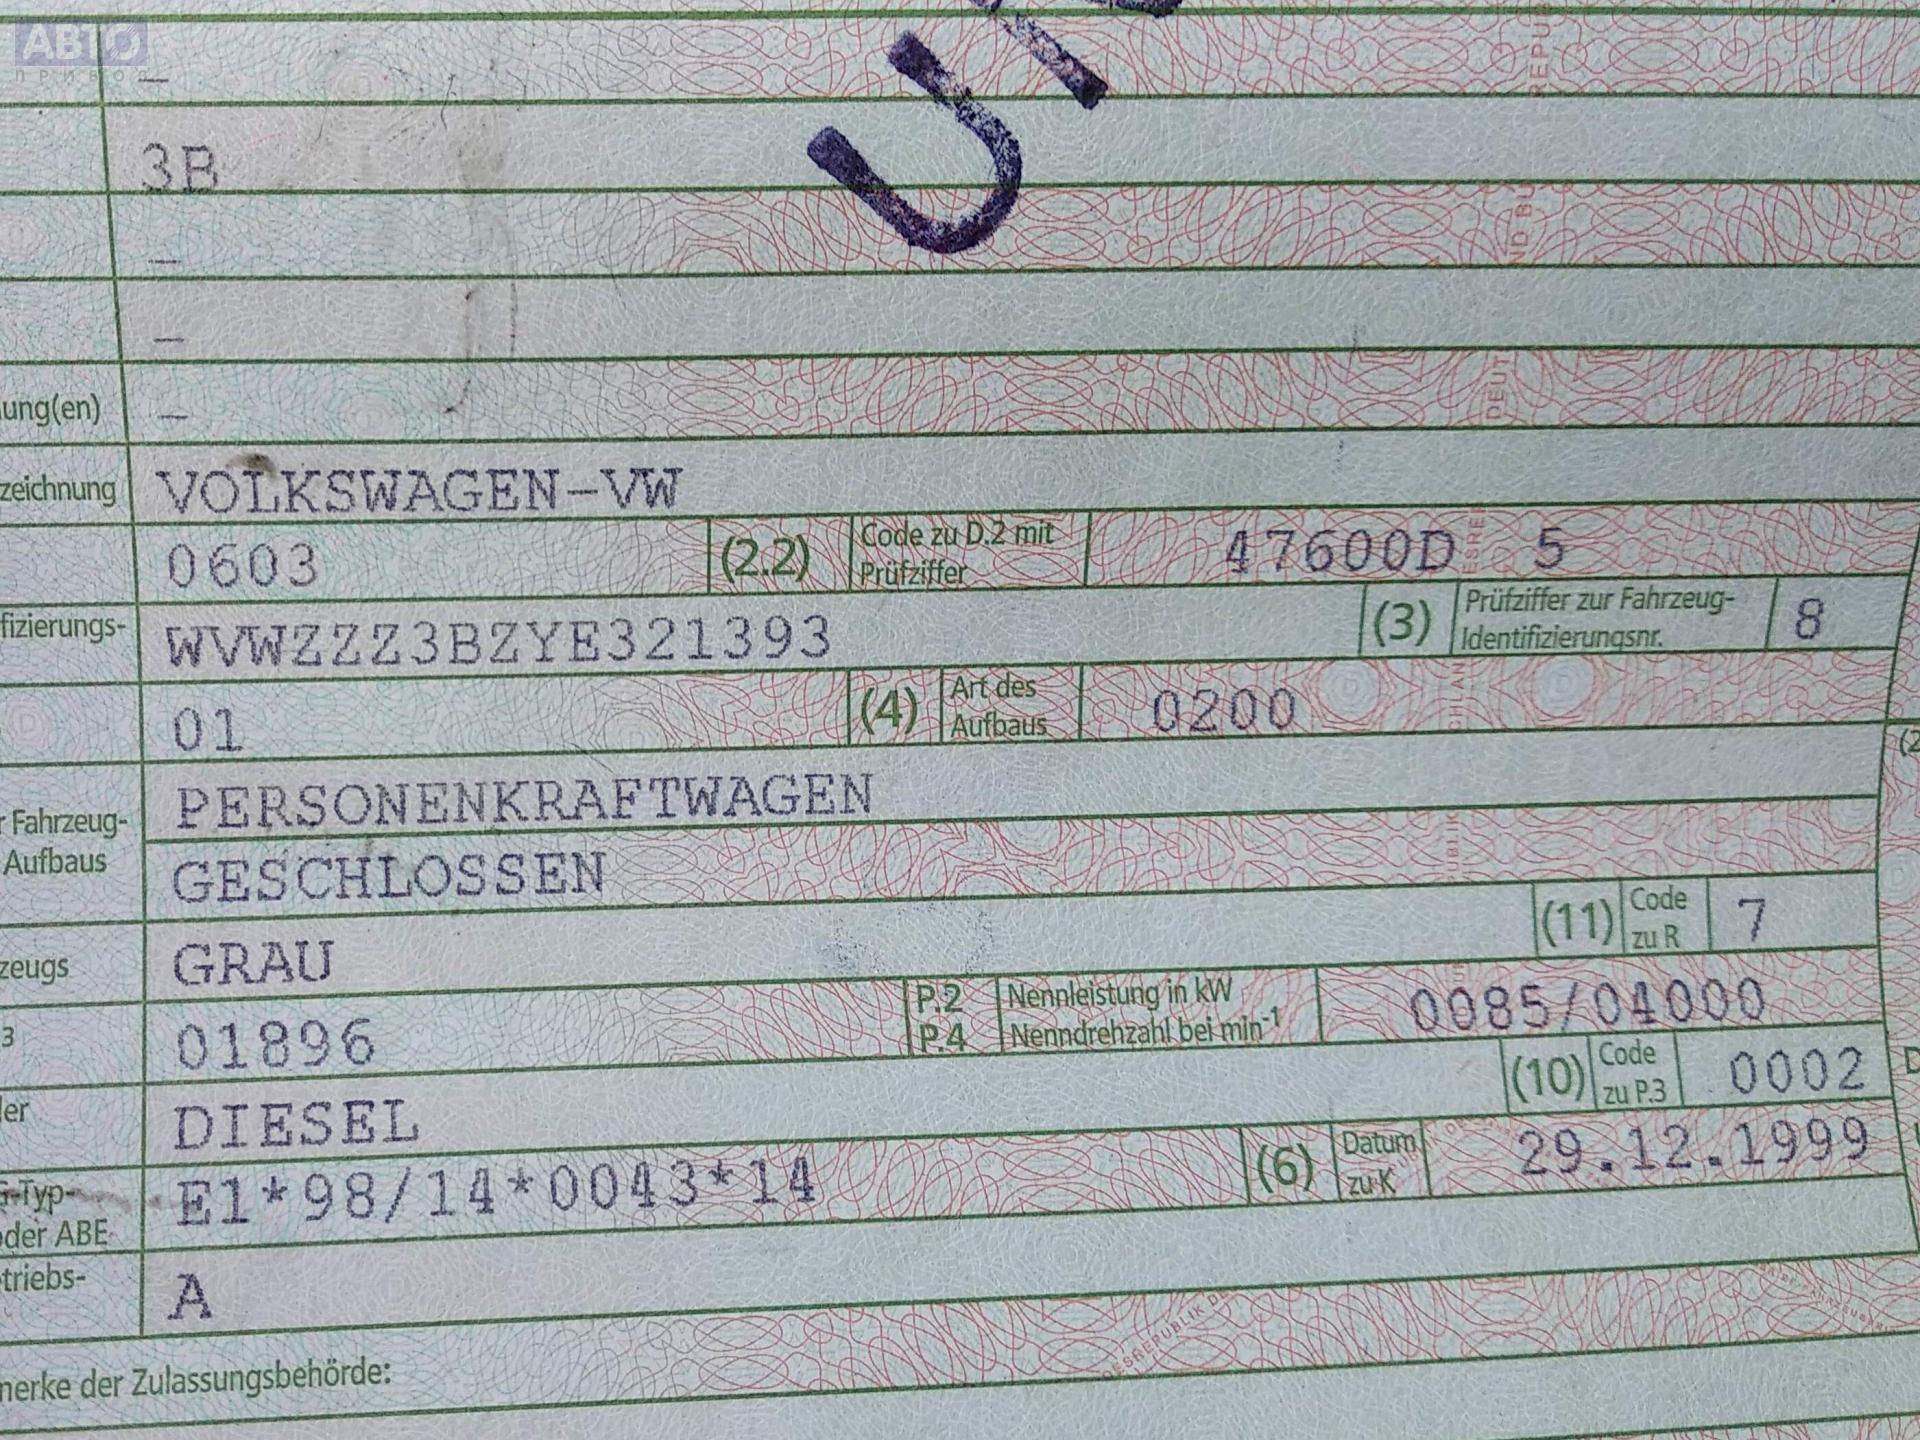 АВТО
ПРИВОЗ
–
3B
–
–
ung(en) –
zeichnung VOLKSWAGEN-VW
0603 (2.2) Code zu D.2 mit Prüfziffer 47600D 5
fizierungs- WVWZZZ3BZYE321393 (3) Prüfziffer zur Fahrzeug-Identifizierungsnr. 8
01 (4) Art des Aufbaus 0200
r Fahrzeug- PERSONENKRAFTWAGEN
Aufbaus GESCHLOSSEN
zeugs GRAU (11) Code zu R 7
3 01896 P.2 P.4 Nennleistung in kW Nenndrehzahl bei min-1 0085/04000
er DIESEL (10) Code zu P.3 0002
G-Typ- oder ABE E1*98/14*0043*14 (6) Datum zu K 29.12.1999
triebs- A
merke der Zulassungsbehörde: